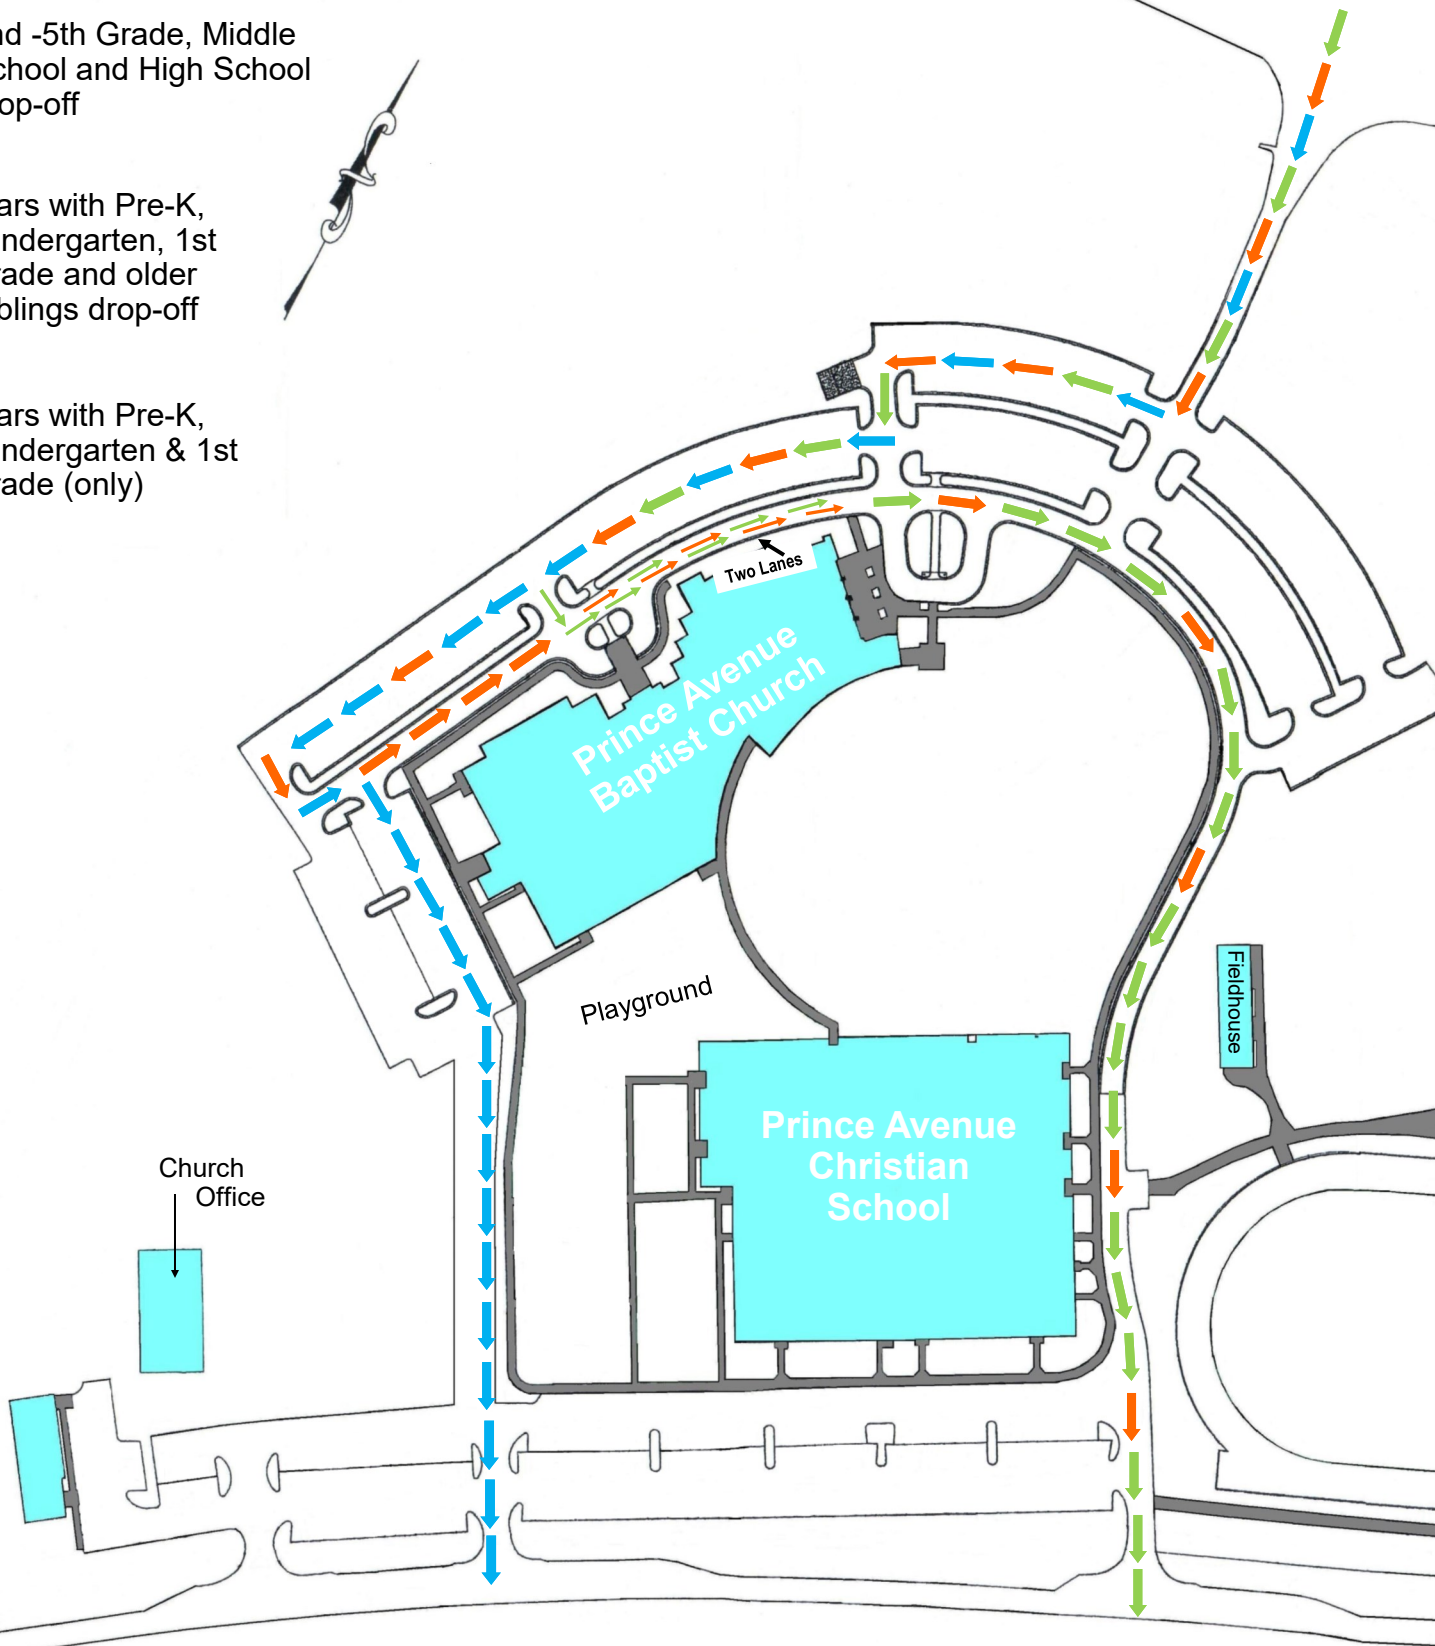 nd -5th Grade, Middle
chool and High School
op-off
ars with Pre-K,
ndergarten, 1st
rade and older
blings drop-off
ars with Pre-K,
ndergarten & 1st
rade (only)
Two Lanes
Prince Avenue
Baptist Church
Playground
Fieldhouse
Prince Avenue
Christian
School
Church
Office